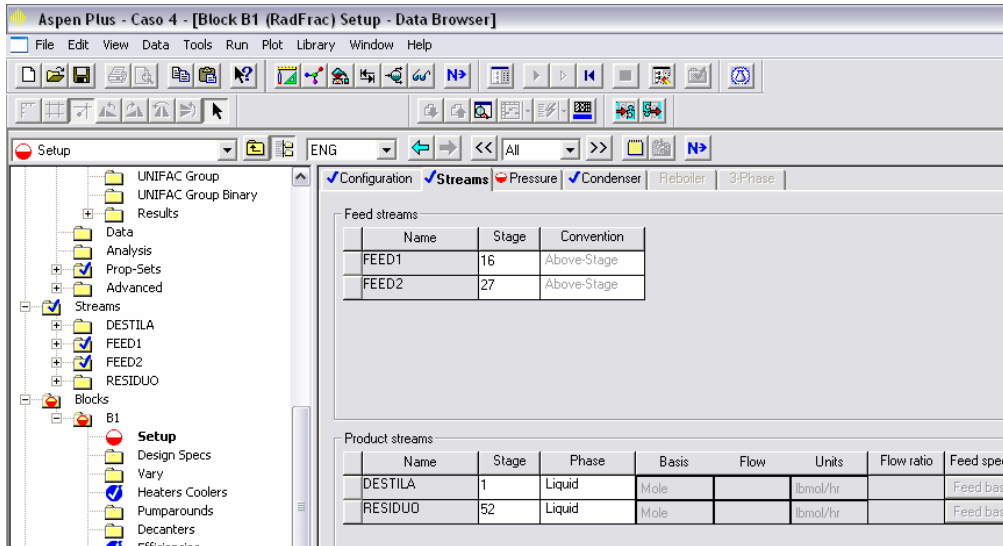 Aspen Plus - Caso 4 - [Block B1 (RadFrac) Setup - Data Browser]
File Edit View Data Tools Run Plot Library Window Help
N>
Setup ENG << All >> N>
UNIFAC Group
UNIFAC Group Binary
Results
Data
Analysis
Prop-Sets
Advanced
Streams
DESTILA
FEED1
FEED2
RESIDUO
Blocks
B1
Setup
Design Specs
Vary
Heaters Coolers
Pumparounds
Decanters
Efficiencies
Configuration Streams Pressure Condenser Reboiler 3-Phase
Feed streams
Name Stage Convention
FEED1 16 Above-Stage
FEED2 27 Above-Stage
Product streams
Name Stage Phase Basis Flow Units Flow ratio Feed spec
DESTILA 1 Liquid Mole lbmol/hr Feed bas
RESIDUO 52 Liquid Mole lbmol/hr Feed bas